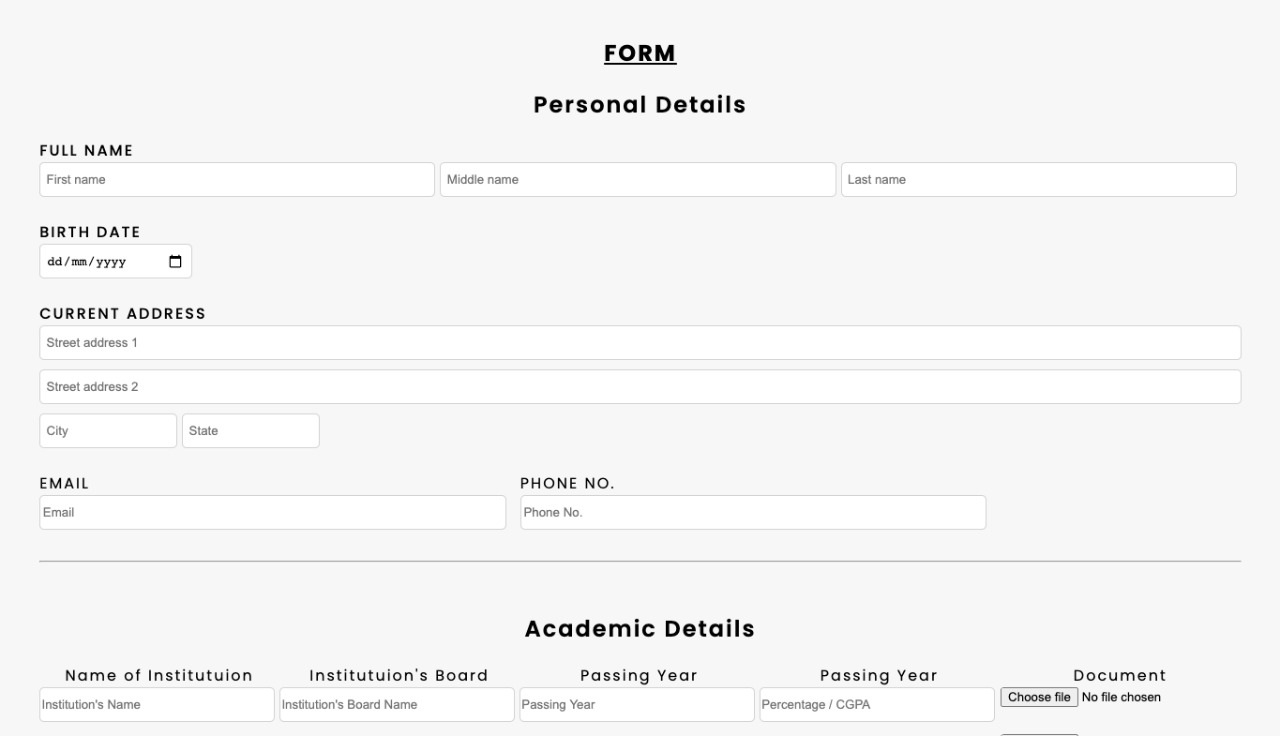 FORM
Personal Details
FULL NAME
First name Middle name Last name
BIRTH DATE
dd/mm/yyyy
CURRENT ADDRESS
Street address 1
Street address 2
City State
EMAIL PHONE NO.
Email Phone No.
Academic Details
Name of Institutuion Institutuion's Board Passing Year Passing Year Document
Institution's Name Institution's Board Name Passing Year Percentage / CGPA Choose file No file chosen